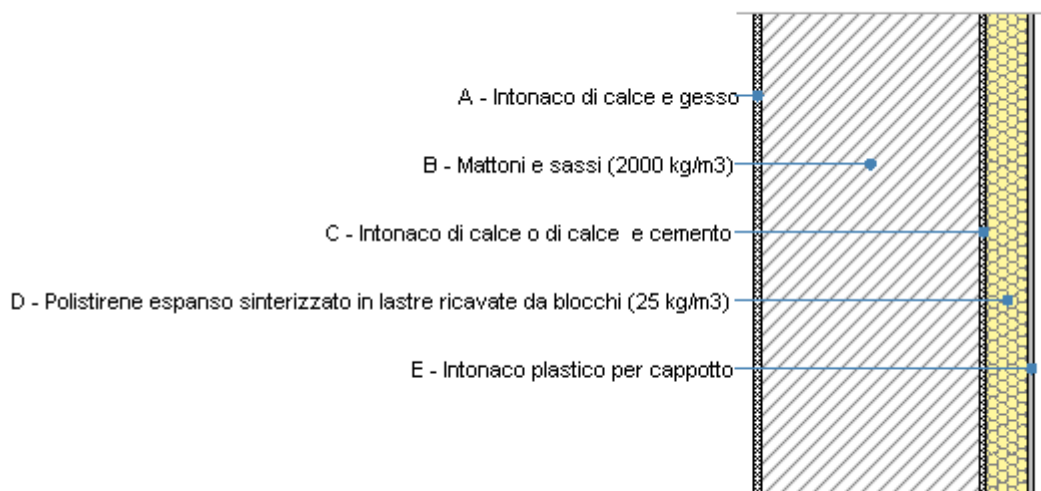 A - Intonaco di calce e gesso
B - Mattoni e sassi (2000 kg/m3)
C - Intonaco di calce o di calce e cemento
D - Polistirene espanso sinterizzato in lastre ricavate da blocchi (25 kg/m3)
E - Intonaco plastico per cappotto